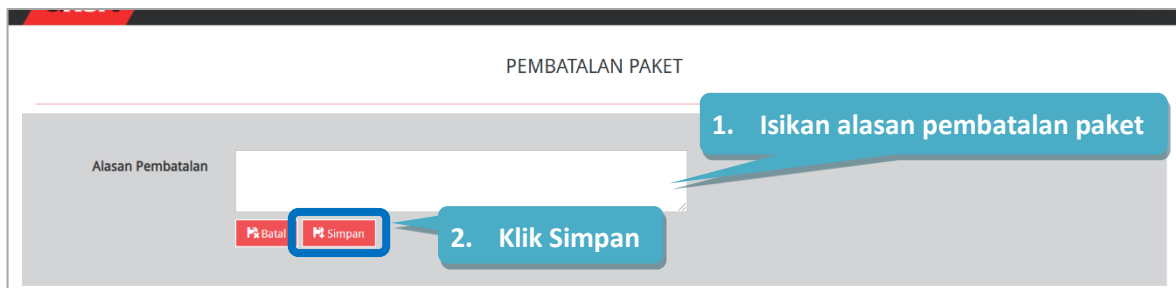 PEMBATALAN PAKET
1. Isikan alasan pembatalan paket
Alasan Pembatalan
Batal Simpan
2. Klik Simpan